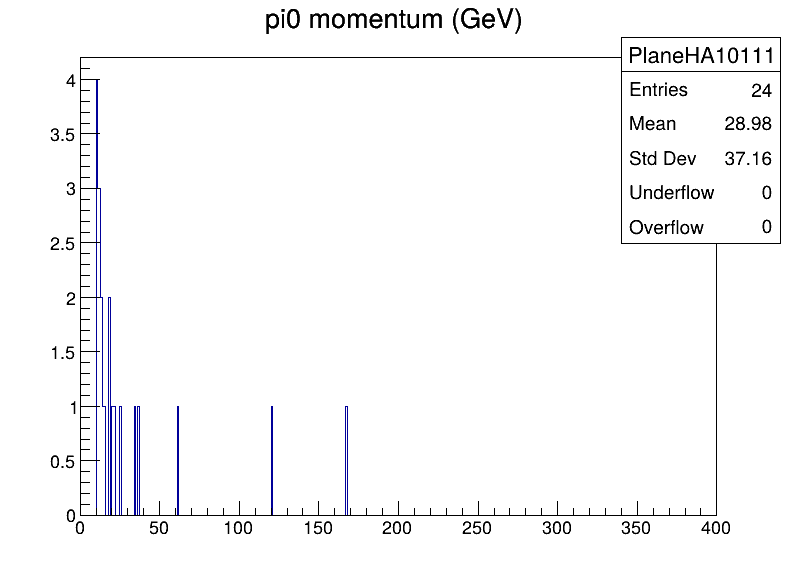 pi0 momentum (GeV)
PlaneHA10111
Entries 24
Mean 28.98
Std Dev 37.16
Underflow 0
Overflow 0
4
3.5
3
2.5
2
1.5
1
0.5
0
0 50 100 150 200 250 300 350 400